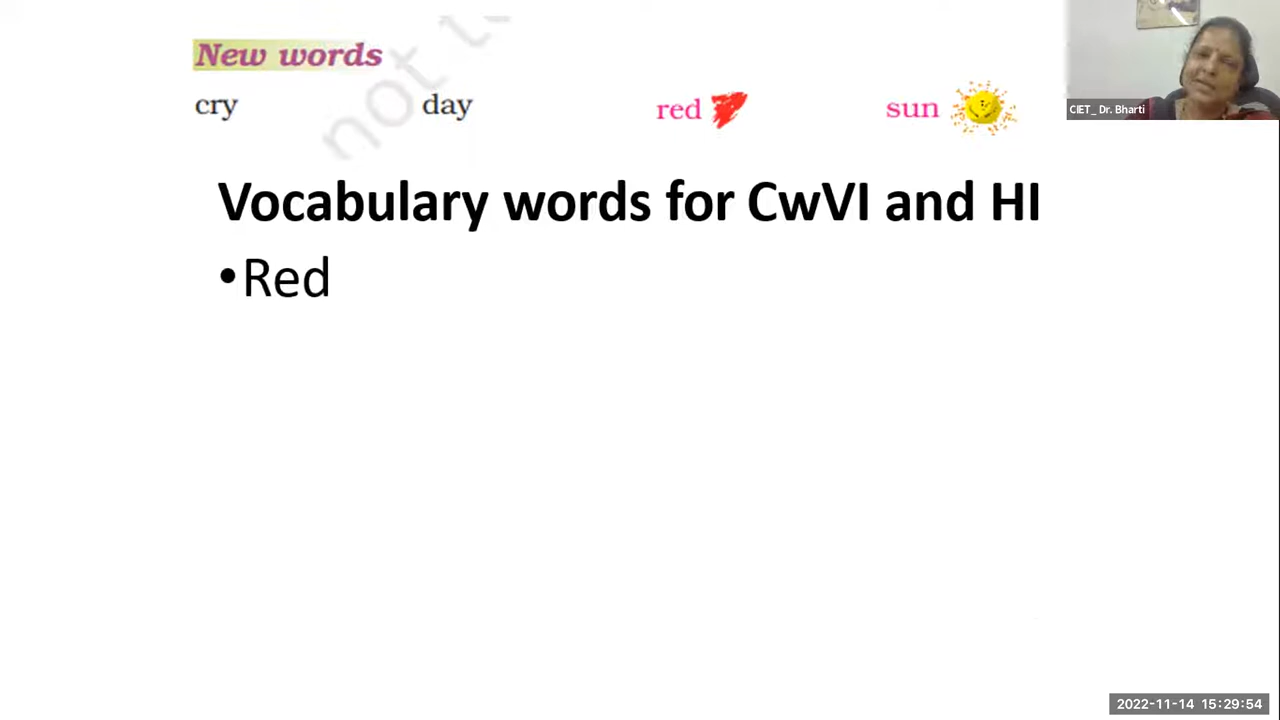 New words
cry day red sun
CIET_ Dr. Bharti
not t
Vocabulary words for CwVI and HI
•Red
2022-11-14 15:29:54